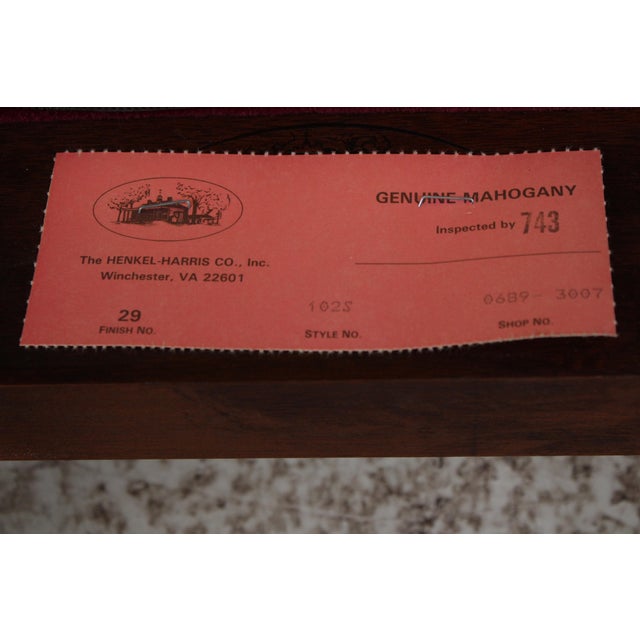 The HENKEL-HARRIS CO., Inc.
Winchester, VA 22601
GENUINE MAHOGANY
Inspected by 743
29
FINISH NO.
102S
STYLE NO.
0689- 3007
SHOP NO.